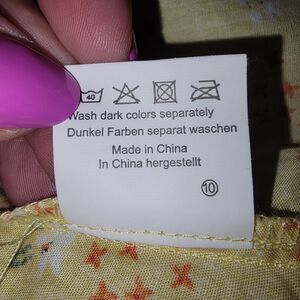 40
Wash dark colors separately
Dunkel Farben separat waschen
Made in China
In China hergestellt
10